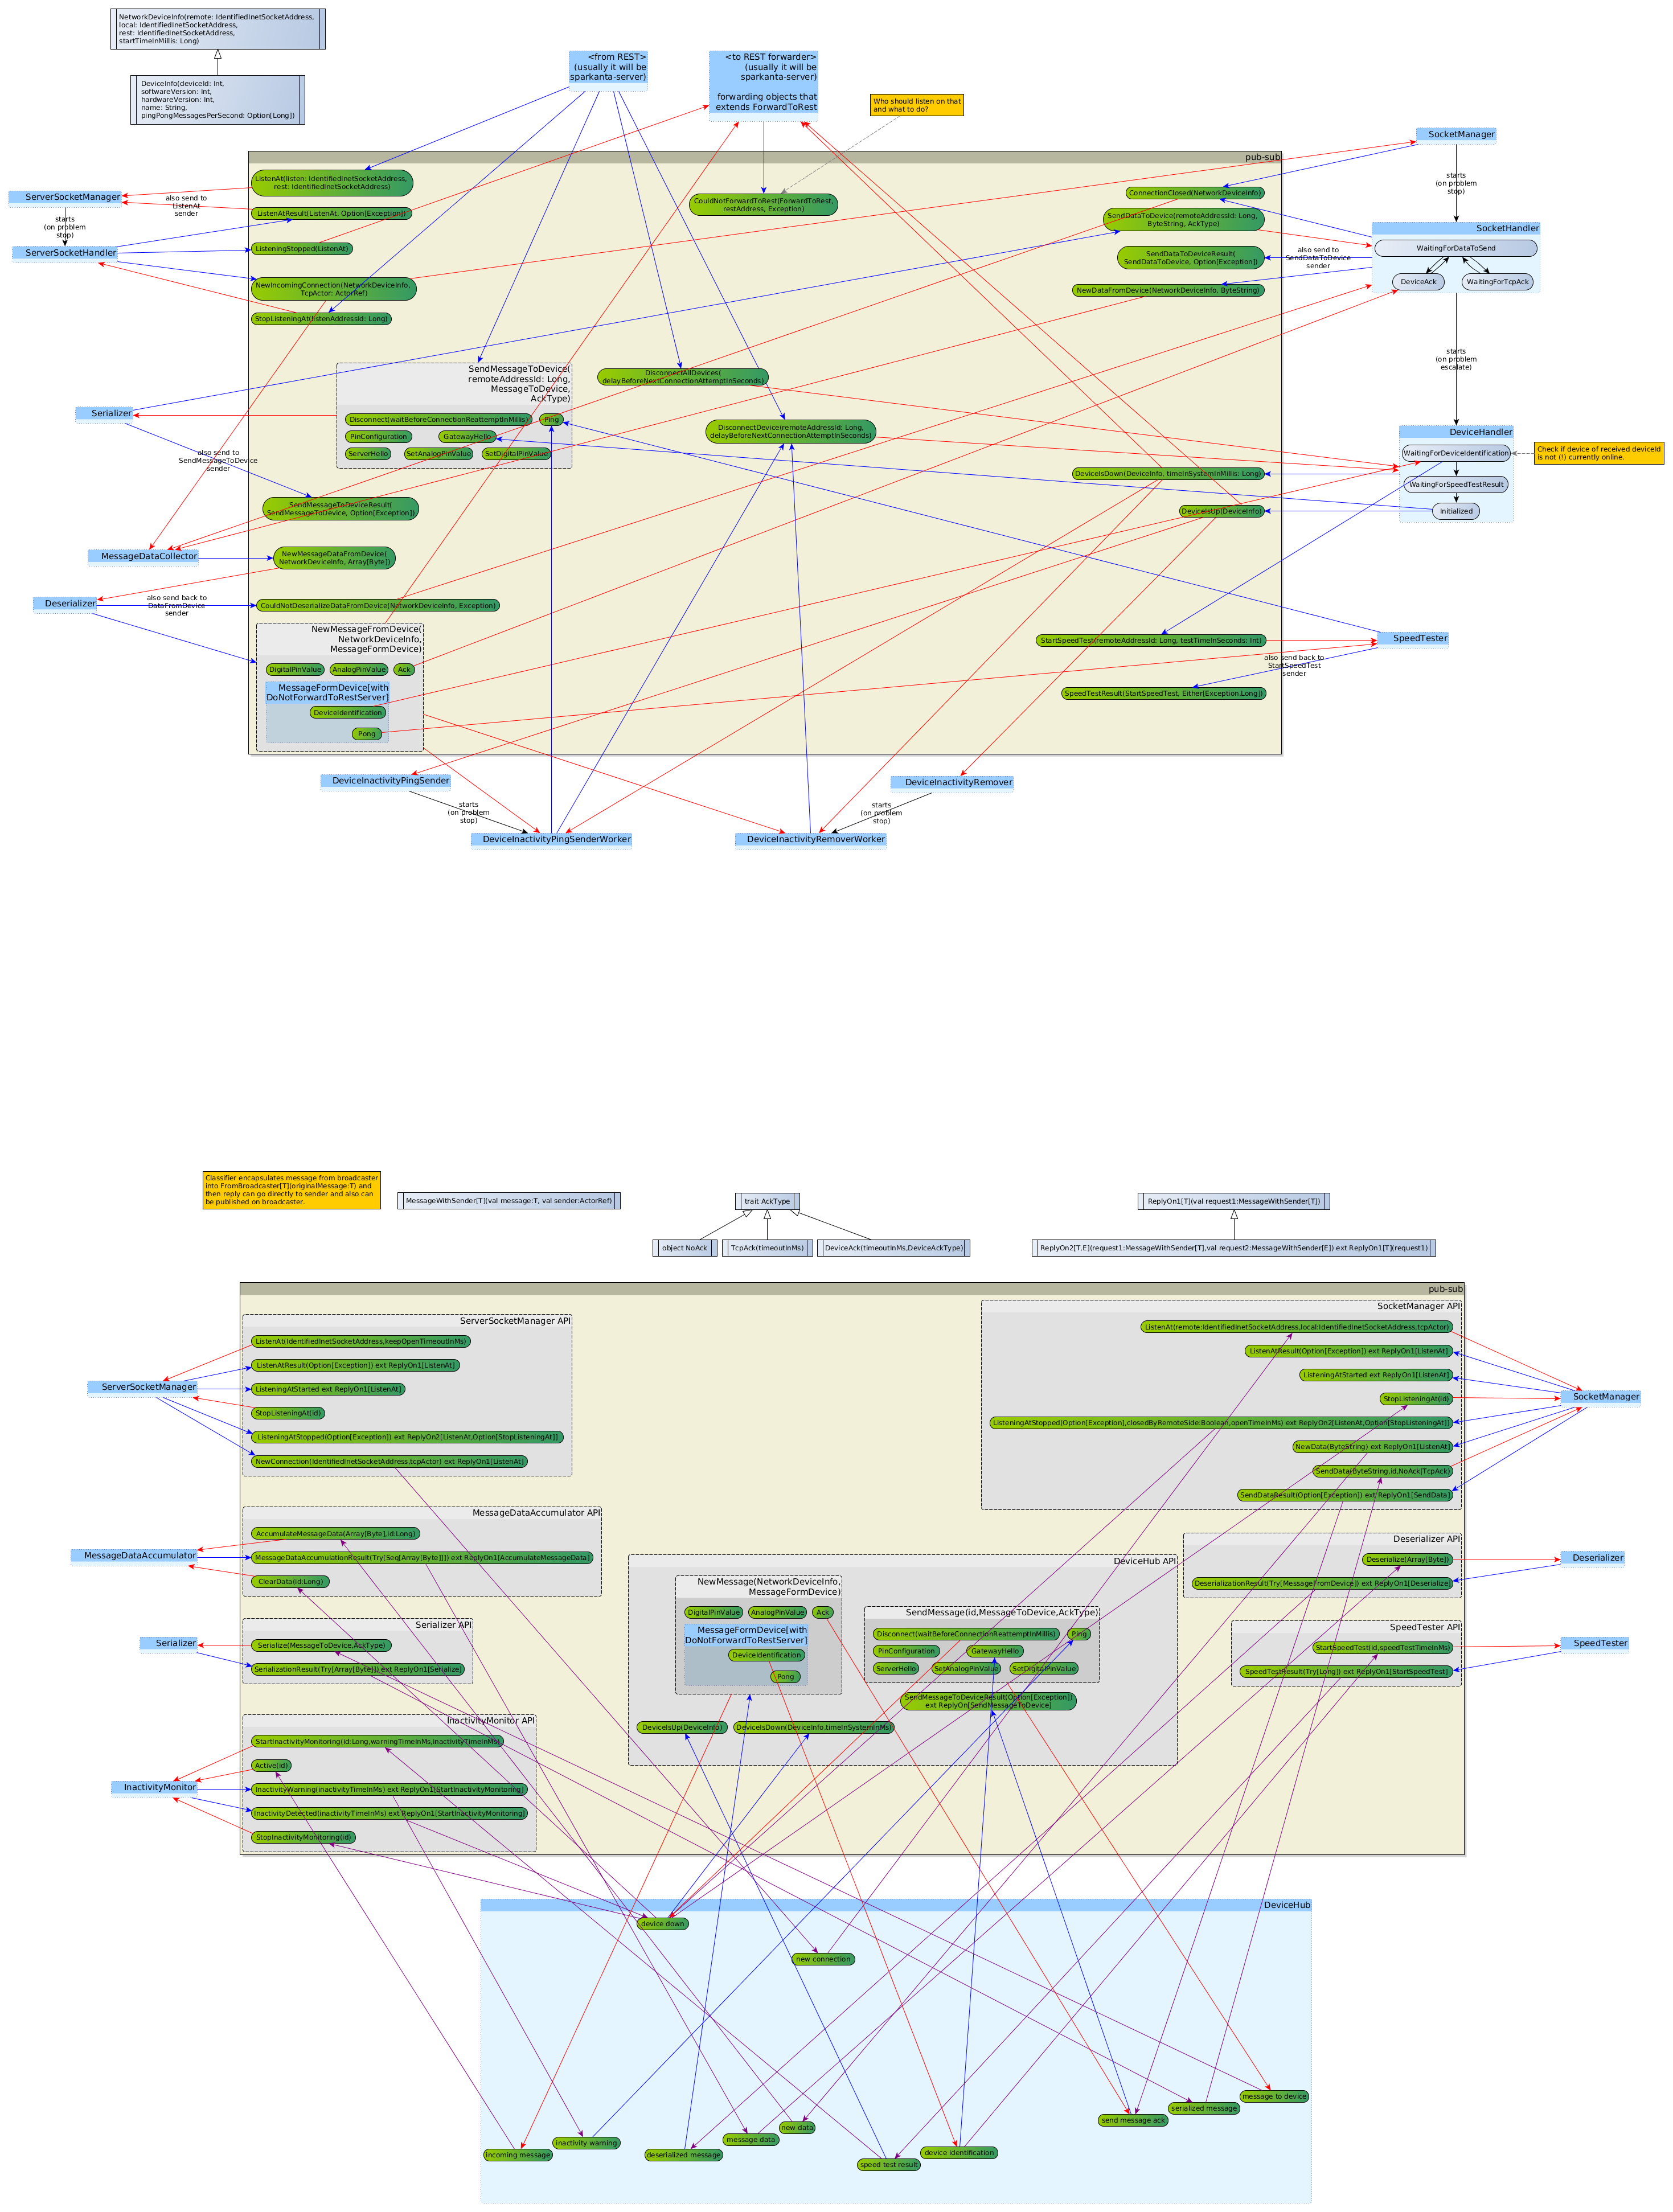 NetworkDeviceInfo(remote: IdentifiedInetSocketAddress,
local: IdentifiedInetSocketAddress,
rest: IdentifiedInetSocketAddress,
startTimeInMillis: Long)
DeviceInfo(deviceId: Int,
softwareVersion: Int,
hardwareVersion: Int,
name: String,
pingPongMessagesPerSecond: Option[Long])
<from REST>
(usually it will be
sparkanta-server)
<to REST forwarder>
(usually it will be
sparkanta-server)
forwarding objects that
extends ForwardToRest
Who should listen on that
and what to do?
SocketManager
pub-sub
starts
(on problem
stop)
ServerSocketManager
also send to
ListenAt
sender
starts
(on problem
stop)
ServerSocketHandler
ListenAt(listen: IdentifiedInetSocketAddress,
rest: IdentifiedInetSocketAddress)
ListenAtResult(ListenAt, Option[Exception])
ListeningStopped(ListenAt)
NewIncomingConnection(NetworkDeviceInfo,
TcpActor: ActorRef)
StopListeningAt(listenAddressId: Long)
CouldNotForwardToRest(ForwardToRest,
restAddress, Exception)
ConnectionClosed(NetworkDeviceInfo)
SendDataToDevice(remoteAddressId: Long,
ByteString, AckType)
SendDataToDeviceResult(
SendDataToDevice, Option[Exception])
NewDataFromDevice(NetworkDeviceInfo, ByteString)
also send to
SendDataToDevice
sender
SocketHandler
WaitingForDataToSend
DeviceAck
WaitingForTcpAck
starts
(on problem
escalate)
SendMessageToDevice(
remoteAddressId: Long,
MessageToDevice,
AckType)
Disconnect(waitBeforeConnectionReattemptInMillis)
Ping
PinConfiguration
GatewayHello
ServerHello
SetAnalogPinValue
SetDigitalPinValue
DisconnectAllDevices(
delayBeforeNextConnectionAttemptInSeconds)
DisconnectDevice(remoteAddressId: Long,
delayBeforeNextConnectionAttemptInSeconds)
Serializer
also send to
SendMessageToDevice
sender
DeviceHandler
WaitingForDeviceIdentification
WaitingForSpeedTestResult
Initialized
Check if device of received deviceId
is not (!) currently online.
DeviceIsDown(DeviceInfo, timeInSystemInMillis: Long)
DeviceIsUp(DeviceInfo)
SendMessageToDeviceResult(
SendMessageToDevice, Option[Exception])
MessageDataCollector
NewMessageDataFromDevice(
NetworkDeviceInfo, Array[Byte])
Deserializer
also send back to
DataFromDevice
sender
CouldNotDeserializeDataFromDevice(NetworkDeviceInfo, Exception)
NewMessageFromDevice(
NetworkDeviceInfo,
MessageFormDevice)
DigitalPinValue
AnalogPinValue
Ack
MessageFormDevice[with
DoNotForwardToRestServer]
DeviceIdentification
Pong
StartSpeedTest(remoteAddressId: Long, testTimeInSeconds: Int)
SpeedTester
also send back to
StartSpeedTest
sender
SpeedTestResult(StartSpeedTest, Either[Exception,Long])
DeviceInactivityPingSender
DeviceInactivityRemover
starts
(on problem
stop)
starts
(on problem
stop)
DeviceInactivityPingSenderWorker
DeviceInactivityRemoverWorker
Classifier encapsulates message from broadcaster
into FromBroadcaster[T](originalMessage:T) and
then reply can go directly to sender and also can
be published on broadcaster.
MessageWithSender[T](val message:T, val sender:ActorRef)
trait AckType
object NoAck
TcpAck(timeoutInMs)
DeviceAck(timeoutInMs,DeviceAckType)
ReplyOn1[T](val request1:MessageWithSender[T])
ReplyOn2[T,E](request1:MessageWithSender[T],val request2:MessageWithSender[E]) ext ReplyOn1[T](request1)
pub-sub
ServerSocketManager API
ListenAt(IdentifiedInetSocketAddress,keepOpenTimeoutInMs)
ListenAtResult(Option[Exception]) ext ReplyOn1[ListenAt]
ListeningAtStarted ext ReplyOn1[ListenAt]
StopListeningAt(id)
ListeningAtStopped(Option[Exception]) ext ReplyOn2[ListenAt,Option[StopListeningAt]]
NewConnection(IdentifiedInetSocketAddress,tcpActor) ext ReplyOn1[ListenAt]
ServerSocketManager
SocketManager API
ListenAt(remote:identifiedInetSocketAddress,local:IdentifiedInetSocketAddress,tcpActor)
ListenAtResult(Option[Exception]) ext ReplyOn1[ListenAt]
ListeningAtStarted ext ReplyOn1[ListenAt]
StopListeningAt(id)
ListeningAtStopped(Option[Exception],closedByRemoteSide:Boolean,openTimeInMs) ext ReplyOn2[ListenAt,Option[StopListeningAt]]
NewData(ByteString) ext ReplyOn1[ListenAt]
SendData(ByteString,id,NoAck|TcpAck)
SendDataResult(Option[Exception]) ext ReplyOn1[SendData]
SocketManager
MessageDataAccumulator API
AccumulateMessageData(Array[Byte],id:Long)
MessageDataAccumulationResult(Try[Seq[Array[Byte]]]) ext ReplyOn1[AccumulateMessageData]
ClearData(id:Long)
MessageDataAccumulator
Deserializer API
Deserialize(Array[Byte])
DeserializationResult(Try[MessageFromDevice]) ext ReplyOn1[Deserialize]
Deserializer
DeviceHub API
NewMessage(NetworkDeviceInfo,
MessageFormDevice)
DigitalPinValue
AnalogPinValue
Ack
MessageFormDevice[with
DoNotForwardToRestServer]
DeviceIdentification
Pong
SendMessage(id,MessageToDevice,AckType)
Disconnect(waitBeforeConnectionReattemptInMillis)
Ping
PinConfiguration
GatewayHello
ServerHello
SetAnalogPinValue
SetDigitalPinValue
SendMessageToDeviceResult(Option[Exception])
ext ReplyOn[SendMessageToDevice]
DeviceIsUp(DeviceInfo)
DeviceIsDown(DeviceInfo,timeInSystemInMs)
Serializer API
Serialize(MessageToDevice,AckType)
SerializationResult(Try[Array[Byte]]) ext ReplyOn1[Serialize]
Serializer
SpeedTester API
StartSpeedTest(id,speedTestTimeInMs)
SpeedTestResult(Try[Long]) ext ReplyOn1[StartSpeedTest]
SpeedTester
InactivityMonitor API
StartInactivityMonitoring(id:Long,warningTimeInMs,inactivityTimeInMs)
Active(id)
InactivityWarning(inactivityTimeInMs) ext ReplyOn1[StartInactivityMonitoring]
InactivityDetected(inactivityTimeInMs) ext ReplyOn1[StartInactivityMonitoring]
StopInactivityMonitoring(id)
InactivityMonitor
DeviceHub
device down
new connection
message to device
serialized message
send message ack
new data
message data
inactivity warning
incoming message
deserialized message
device identification
speed test result